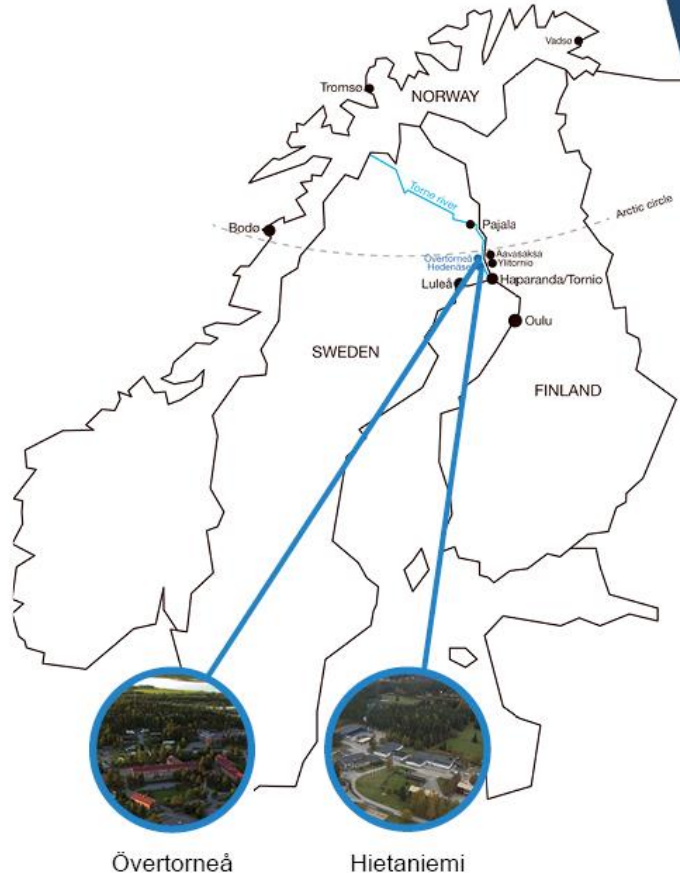 Vadsø
Tromsø
NORWAY
Torne river
Arctic circle
Pajala
Bodø
Aavasaksa
Övertorneå
Ylitornio
Hedenäset
Haparanda/Tornio
Luleå
Oulu
SWEDEN
FINLAND
Övertorneå
Hietaniemi